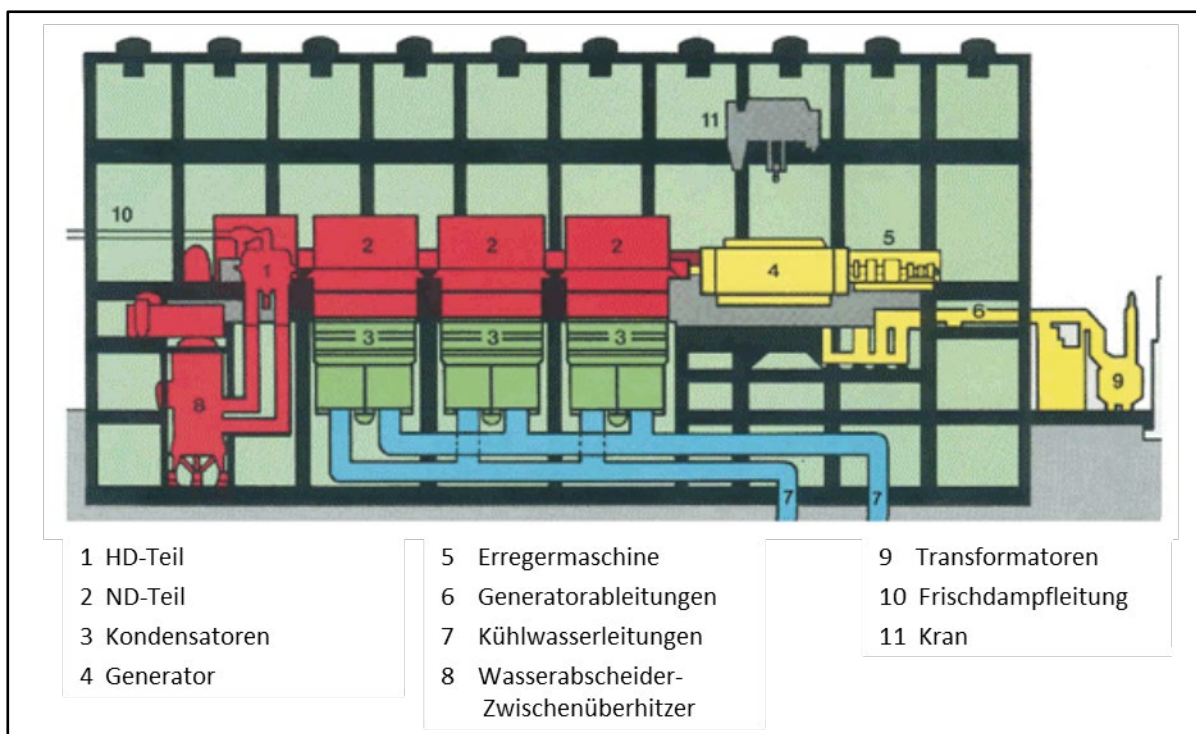 11
10
2 2 2 5
1 4
6
3 3 3
9
8
7 7
1 HD-Teil
2 ND-Teil
3 Kondensatoren
4 Generator
5 Erregermaschine
6 Generatorableitungen
7 Kühlwasserleitungen
8 Wasserabscheider-
Zwischenüberhitzer
9 Transformatoren
10 Frischdampfleitung
11 Kran